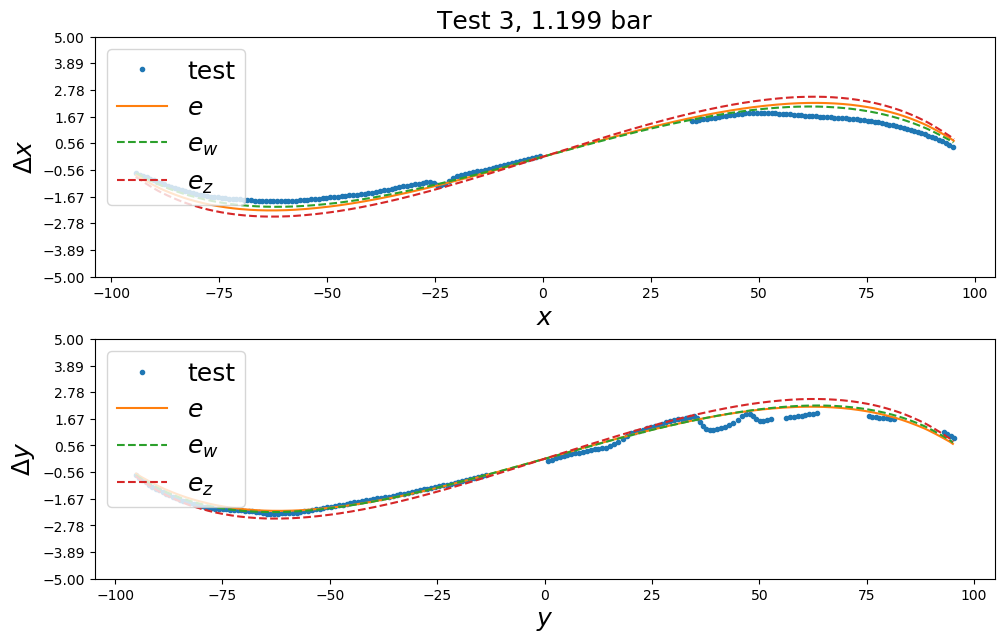 Test 3, 1.199 bar
5.00
3.89
2.78
1.67
0.56
−0.56
−1.67
−2.78
−3.89
−5.00
Δx
test
e
e_w
e_z
−100 −75 −50 −25 0 25 50 75 100
x
5.00
3.89
2.78
1.67
0.56
−0.56
−1.67
−2.78
−3.89
−5.00
Δy
test
e
e_w
e_z
−100 −75 −50 −25 0 25 50 75 100
y